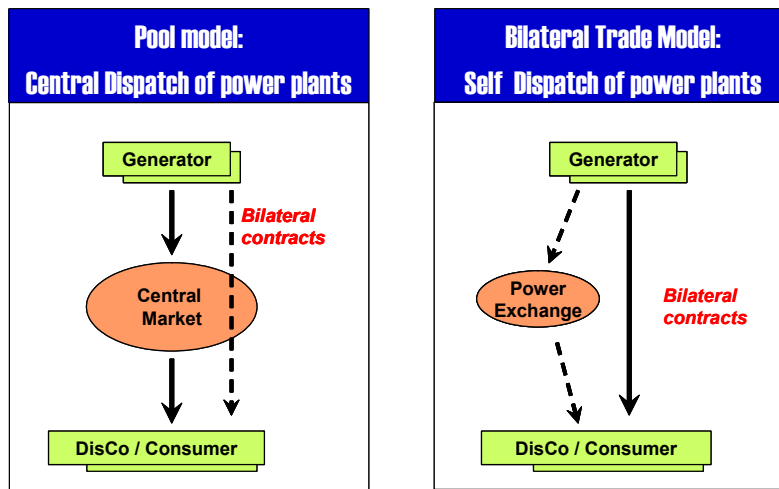 Pool model:
Central Dispatch of power plants
Generator
Bilateral
contracts
Central
Market
DisCo / Consumer
Bilateral Trade Model:
Self Dispatch of power plants
Generator
Power
Exchange
Bilateral
contracts
DisCo / Consumer